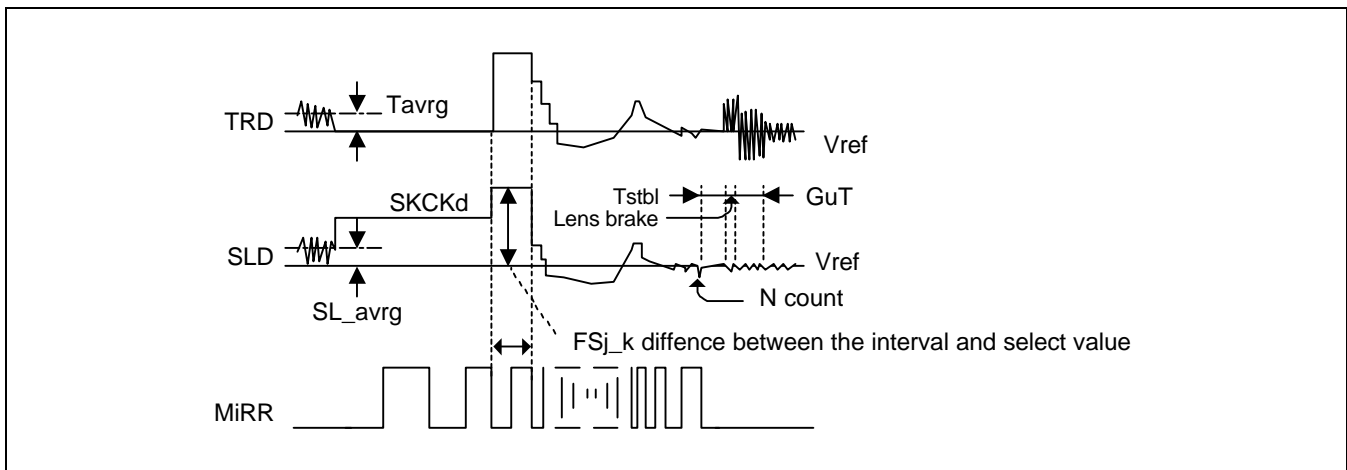 Tavrg
TRD
Vref
SKCKd
Tstbl
GuT
Lens brake
SLD
Vref
N count
SL_avrg
FSj_k diffence between the interval and select value
MiRR